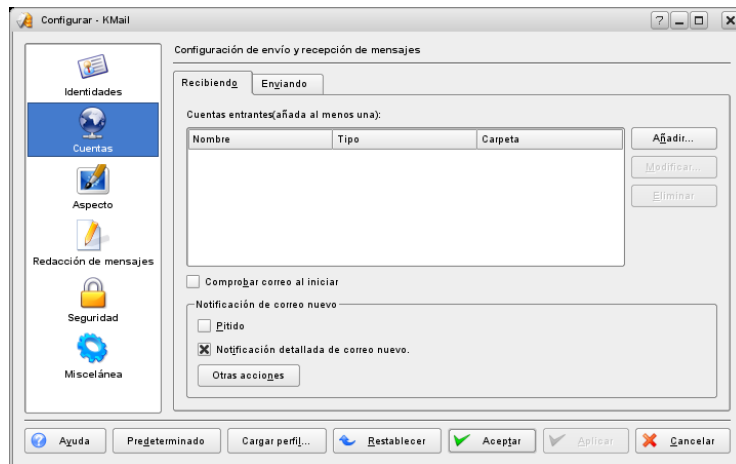 Configurar - KMail
Identidades
Cuentas
Aspecto
Redacción de mensajes
Seguridad
Miscelánea
Configuración de envío y recepción de mensajes
Recibiendo Enviando
Cuentas entrantes(añada al menos una):
Nombre Tipo Carpeta
Añadir...
Modificar...
Eliminar
Comprobar correo al iniciar
Notificación de correo nuevo
Pitido
Notificación detallada de correo nuevo.
Otras acciones
Ayuda Predeterminado Cargar perfil... Restablecer Aceptar Aplicar Cancelar